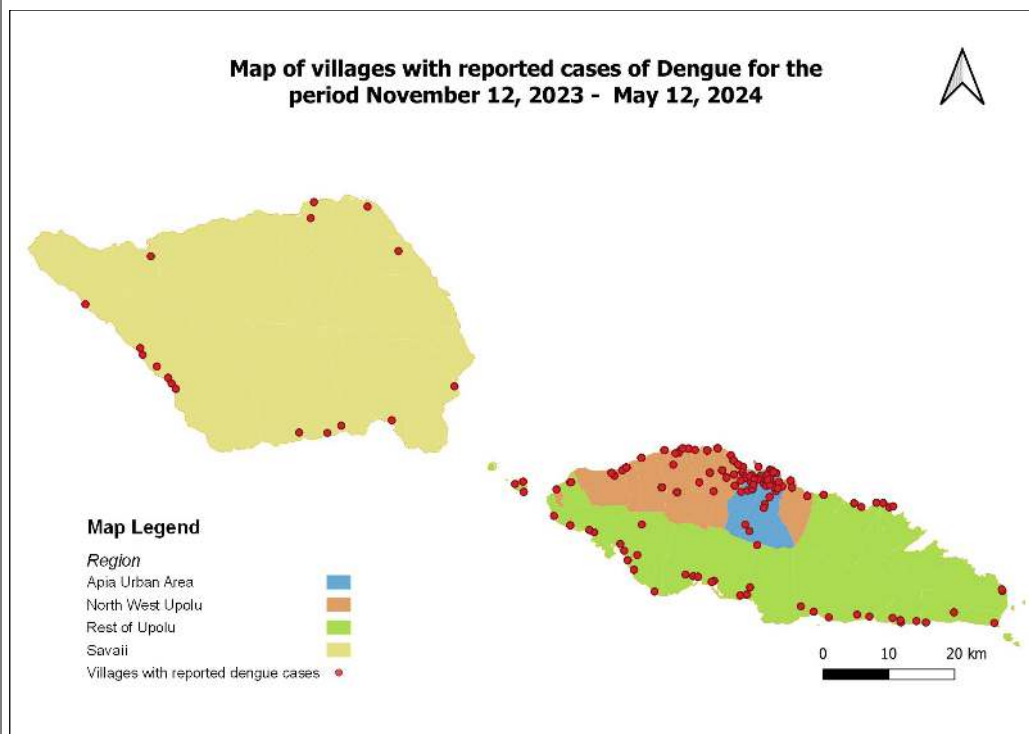 Map of villages with reported cases of Dengue for the
period November 12, 2023 - May 12, 2024
Map Legend
Region
Apia Urban Area
North West Upolu
Rest of Upolu
Savaii
Villages with reported dengue cases
0 10 20 km